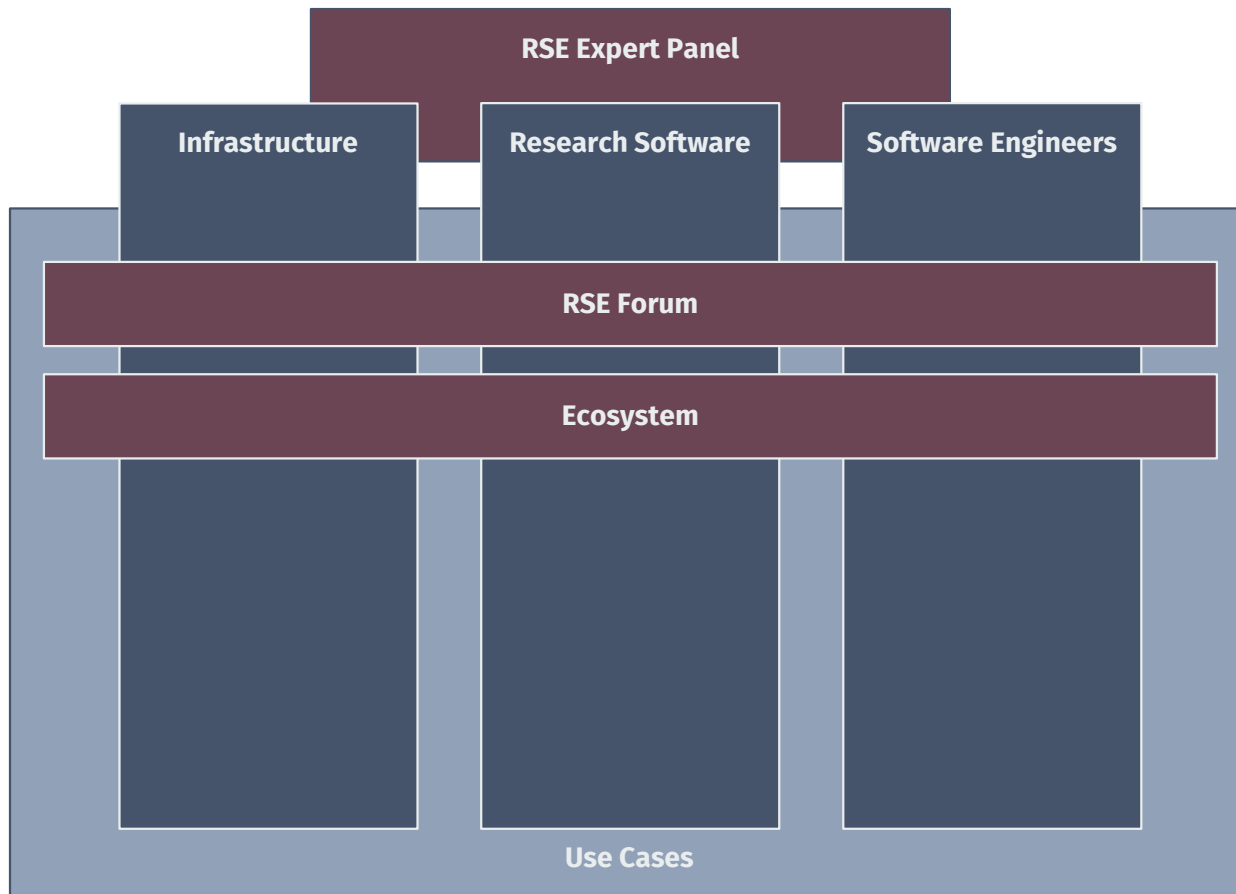 RSE Expert Panel
Infrastructure
Research Software
Software Engineers
RSE Forum
Ecosystem
Use Cases